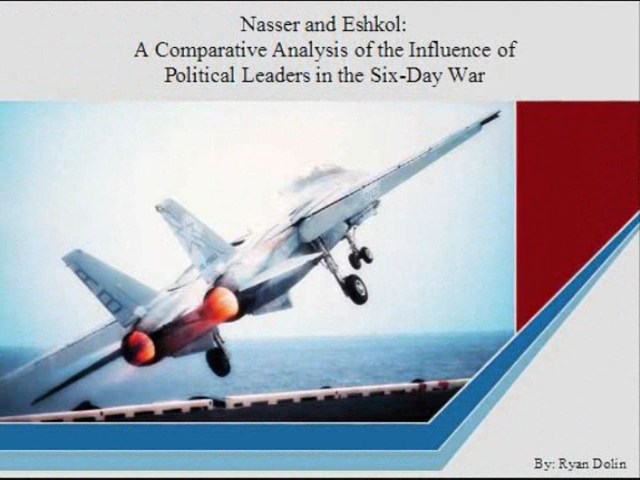 Nasser and Eshkol:
A Comparative Analysis of the Influence of
Political Leaders in the Six-Day War
By: Ryan Dolin